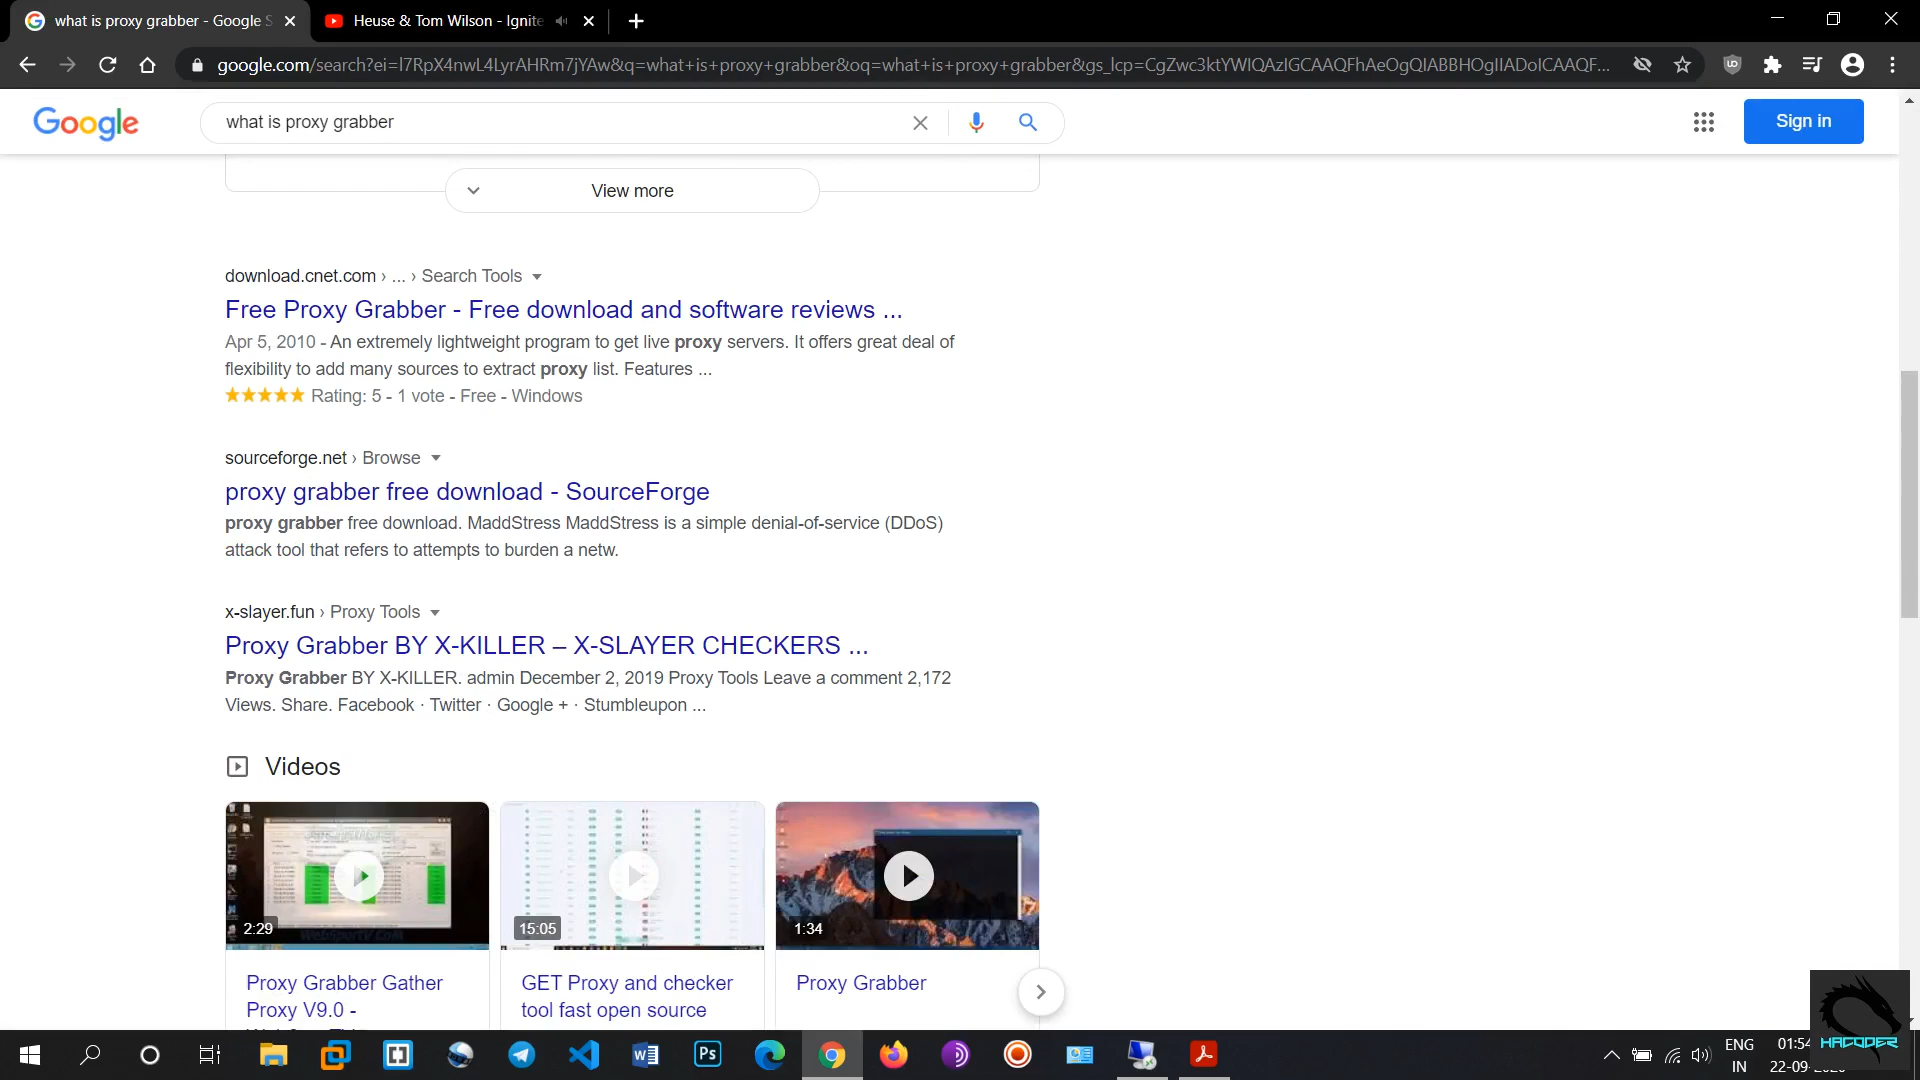 what is proxy grabber - Google S
Heuse & Tom Wilson - Ignite
google.com/search?ei=l7RpX4nwL4LyrAHRm7jYAw&q=what+is+proxy+grabber&oq=what+is+proxy+grabber&gs_lcp=CgZwc3ktYWIQAzIGCAAQFhAeOgQIABBHOgIIADoICAAQF...
Google
what is proxy grabber
Sign in
View more
download.cnet.com › ... › Search Tools
Free Proxy Grabber - Free download and software reviews ...
Apr 5, 2010 - An extremely lightweight program to get live proxy servers. It offers great deal of
flexibility to add many sources to extract proxy list. Features ...
Rating: 5 - 1 vote - Free - Windows
sourceforge.net › Browse
proxy grabber free download - SourceForge
proxy grabber free download. MaddStress MaddStress is a simple denial-of-service (DDoS)
attack tool that refers to attempts to burden a netw.
x-slayer.fun › Proxy Tools
Proxy Grabber BY X-KILLER – X-SLAYER CHECKERS ...
Proxy Grabber BY X-KILLER. admin December 2, 2019 Proxy Tools Leave a comment 2,172
Views. Share. Facebook · Twitter · Google + · Stumbleupon ...
Videos
2:29
15:05
1:34
Proxy Grabber Gather
Proxy V9.0 -
GET Proxy and checker
tool fast open source
Proxy Grabber
HACODER
Ps
ENG
IN
01:54
22-09-